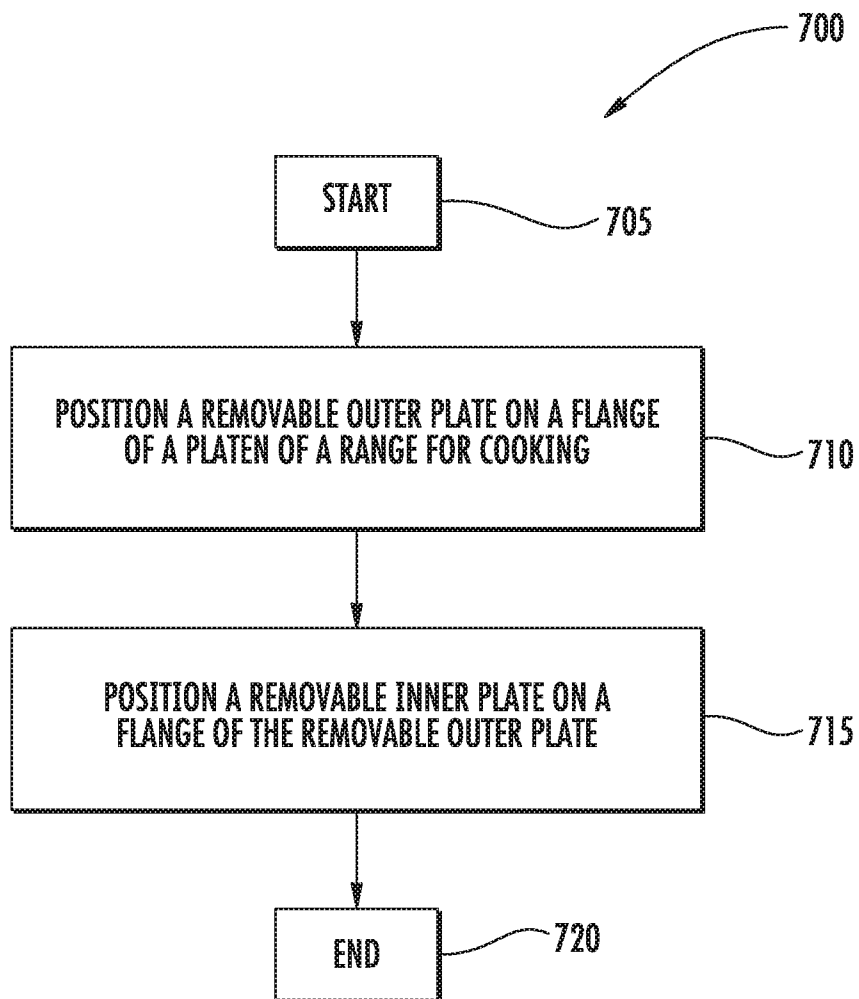 700
START
705
POSITION A REMOVABLE OUTER PLATE ON A FLANGE
OF A PLATEN OF A RANGE FOR COOKING
710
POSITION A REMOVABLE INNER PLATE ON A
FLANGE OF THE REMOVABLE OUTER PLATE
715
END
720